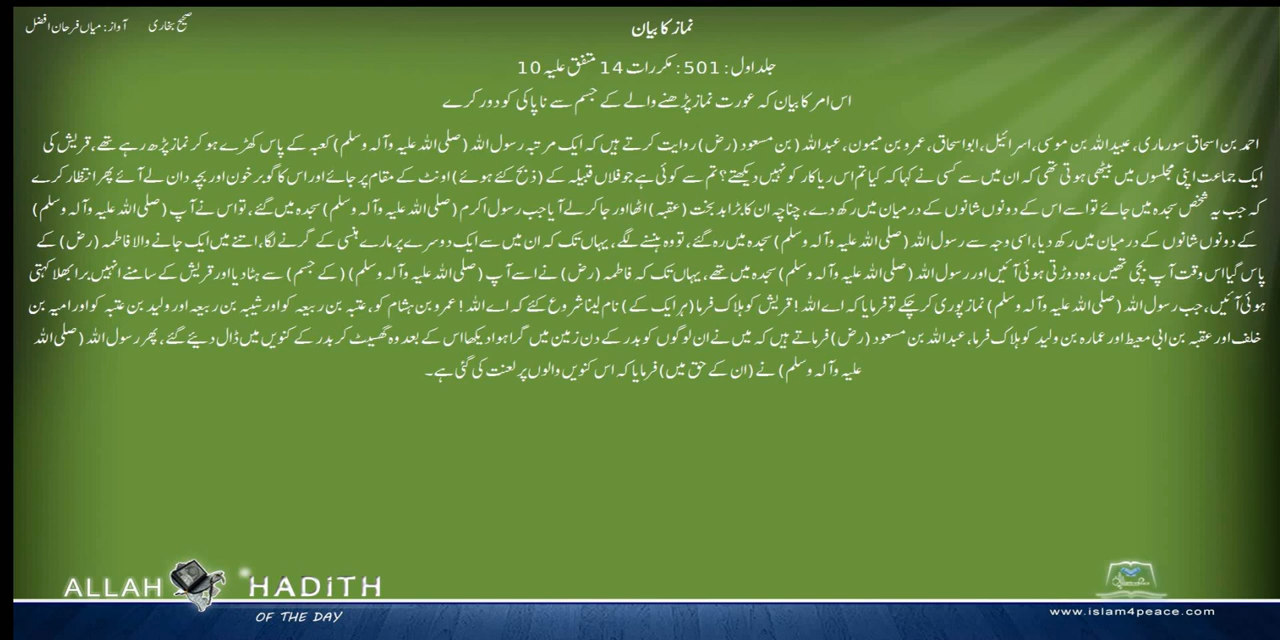 صحیح بخاری
آواز: میاں فرحان افضل
نماز کا بیان
جلد اول : 501 : مکررات 14 متفق علیہ 10
اس امر کا بیان کہ عورت نماز پڑھنے والے کے جسم سے ناپاکی کو دور کرے
احمد بن اسحاق سورماری، عبیداللہ بن موسی، اسرائیل، ابواسحاق، عمرو بن میمون، عبداللہ (بن مسعود (رض) روایت کرتے ہیں کہ ایک مرتبہ رسول اللہ (صلی اللہ علیہ وآلہ وسلم) کعبہ کے پاس کھڑے ہو کر نماز پڑھ رہے تھے، قریش کی
ایک جماعت اپنی مجلسوں میں بیٹھی ہوتی تھی کہ ان میں سے کسی نے کہا کہ کیا تم اس ریاکار کو نہیں دیکھتے؟ تم سے کوئی ہے جو فلاں قبیلہ کے (ذبح کئے ہوئے) اونٹ کے مقام پر جائے اور اس کا گوبر خون اور بچہ دان لے آئے پھر انتظار کرے
کہ جب یہ شخص سجدہ میں جائے تو اسے اس کے دونوں شانوں کے درمیان میں رکھ دے، چناچہ ان کا بڑا بد بخت (عقبہ) اٹھا اور جا کر لے آیا جب رسول اکرم (صلی اللہ علیہ وآلہ وسلم) سجدہ میں گئے، تو اس نے آپ (صلی اللہ علیہ وآلہ وسلم)
کے دونوں شانوں کے درمیان میں رکھ دیا، اسی وجہ سے رسول اللہ (صلی اللہ علیہ وآلہ وسلم) سجدہ میں رہ گئے، تو وہ ہنسنے لگے، یہاں تک کہ ان میں سے ایک دوسرے پر مارے ہنسی کے گرنے لگا، اتنے میں ایک جانے والا فاطمہ (رض) کے
پاس گیا اس وقت آپ بچی تھیں، وہ دوڑتی ہوئی آئیں اور رسول اللہ (صلی اللہ علیہ وآلہ وسلم) سجدہ میں تھے، یہاں تک کہ فاطمہ (رض) نے اسے آپ (صلی اللہ علیہ وآلہ وسلم) (کے جسم) سے ہٹا دیا اور قریش کے سامنے انہیں برا بھلا کہتی
ہوئی آئیں، جب رسول اللہ (صلی اللہ علیہ وآلہ وسلم) نماز پوری کر چکے تو فرمایا کہ اے اللہ! قریش کو ہلاک فرما (ہر ایک کے) نام لینا شروع کئے کہ اے اللہ! عمرو بن ہشام کو، عتبہ بن ربیعہ کو اور شیبہ بن ربیعہ اور ولید بن عتبہ کو اور امیہ بن
خلف اور عقبہ بن ابی معیط اور عمارہ بن ولید کو ہلاک فرما، عبداللہ بن مسعود (رض) فرماتے ہیں کہ میں نے ان لوگوں کو بدر کے دن زمین میں گرا ہوا دیکھا اس کے بعد وہ گھسیٹ کر بدر کے کنویں میں ڈال دیئے گئے، پھر رسول اللہ (صلی اللہ
علیہ وآلہ وسلم) نے (ان کے حق میں) فرمایا کہ اس کنویں والوں پر لعنت کی گئی ہے۔
ALLAH HADITH
OF THE DAY
www.islam4peace.com